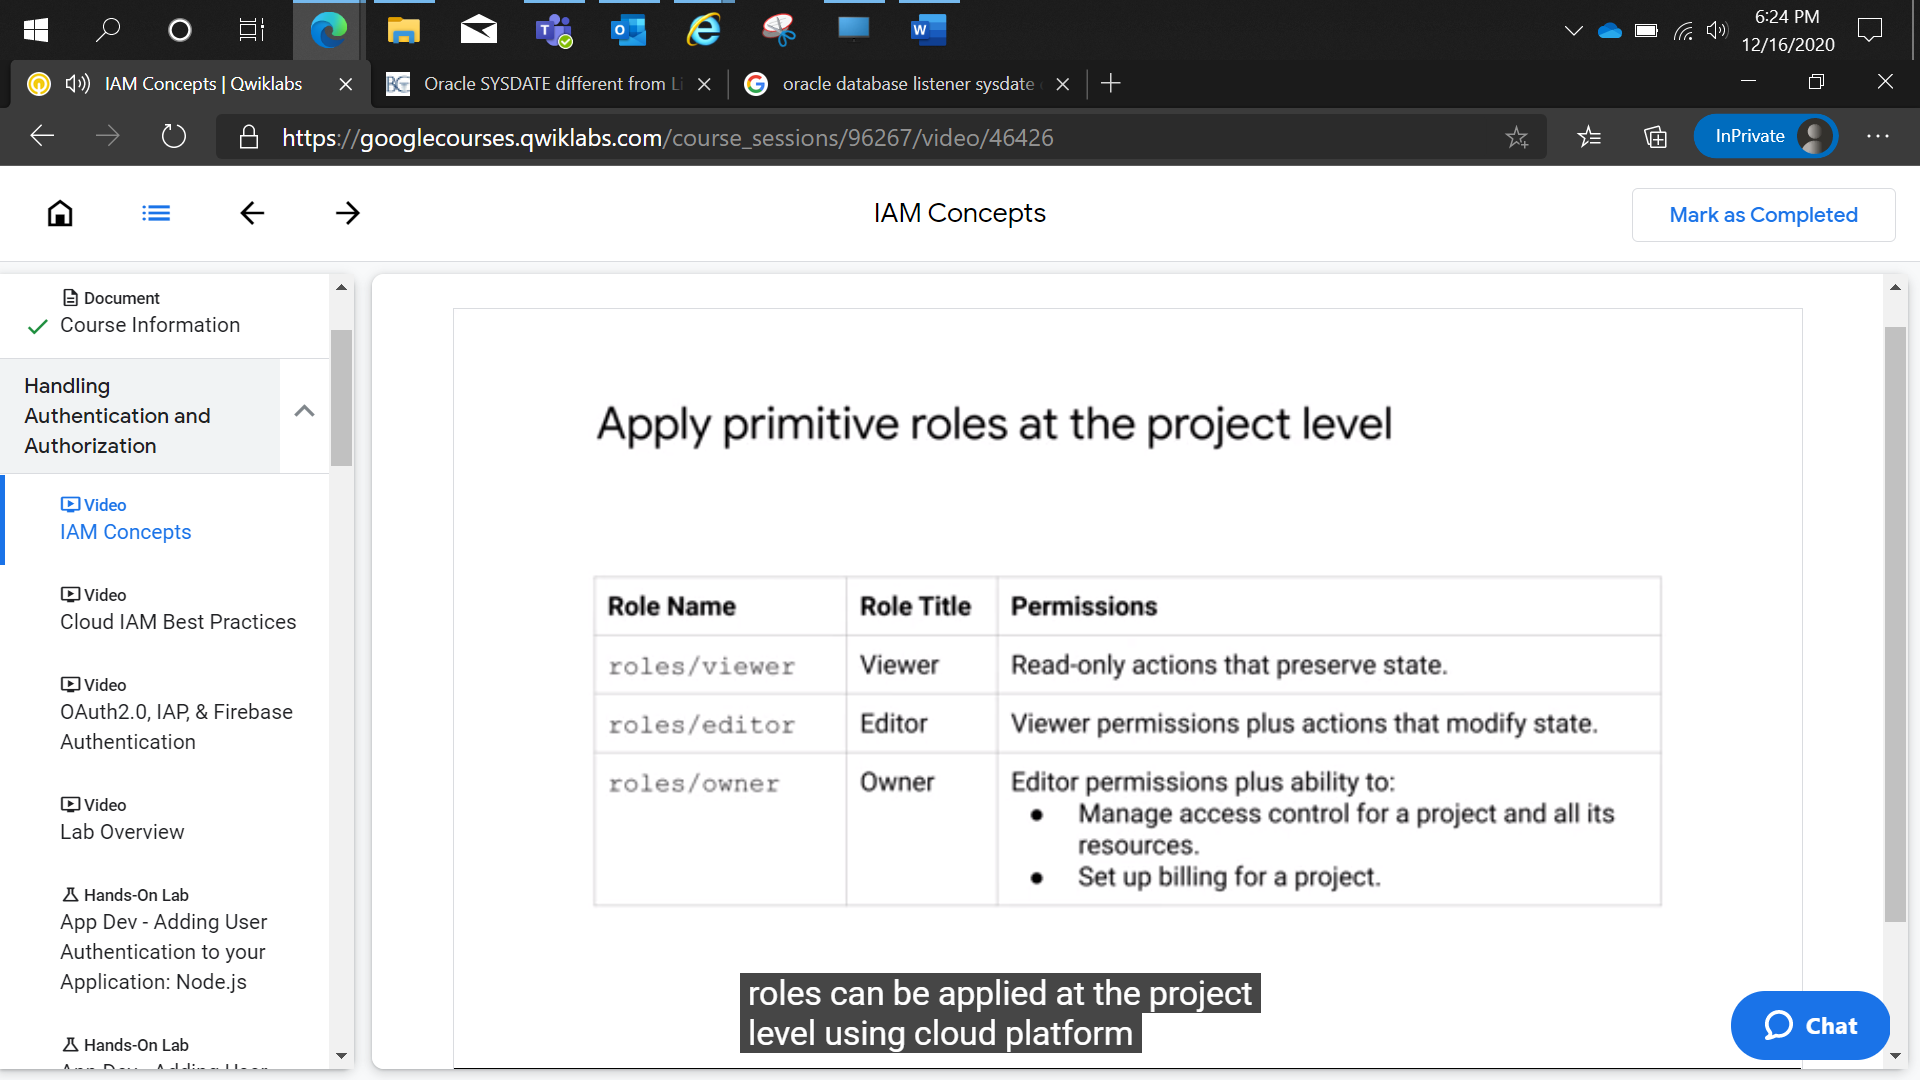 6:24 PM
12/16/2020
IAM Concepts | Qwiklabs
Oracle SYSDATE different from Li
oracle database listener sysdate
https://googlecourses.qwiklabs.com/course_sessions/96267/video/46426
InPrivate
IAM Concepts
Mark as Completed
Document
Course Information
Handling
Authentication and
Authorization
Video
IAM Concepts
Video
Cloud IAM Best Practices
Video
OAuth2.0, IAP, & Firebase
Authentication
Video
Lab Overview
Hands-On Lab
App Dev - Adding User
Authentication to your
Application: Node.js
Hands-On Lab
App Dev - Adding User
Apply primitive roles at the project level
Role Name Role Title Permissions
roles/viewer Viewer Read-only actions that preserve state.
roles/editor Editor Viewer permissions plus actions that modify state.
roles/owner Owner Editor permissions plus ability to:
● Manage access control for a project and all its
resources.
● Set up billing for a project.
roles can be applied at the project
level using cloud platform
Chat